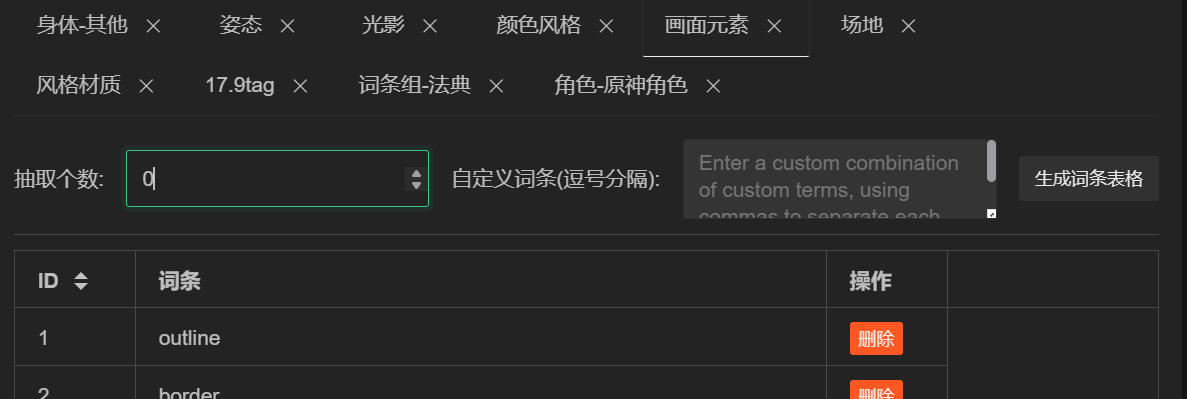 身体-其他 × 姿态 × 光影 × 颜色风格 × 画面元素 × 场地 ×
风格材质 × 17.9tag × 词条组-法典 × 角色-原神角色 ×
抽取个数: 0 自定义词条(逗号分隔): Enter a custom combination
of custom terms, using
commas to separate each
生成词条表格
ID 词条 操作
1 outline 删除
2 border 删除